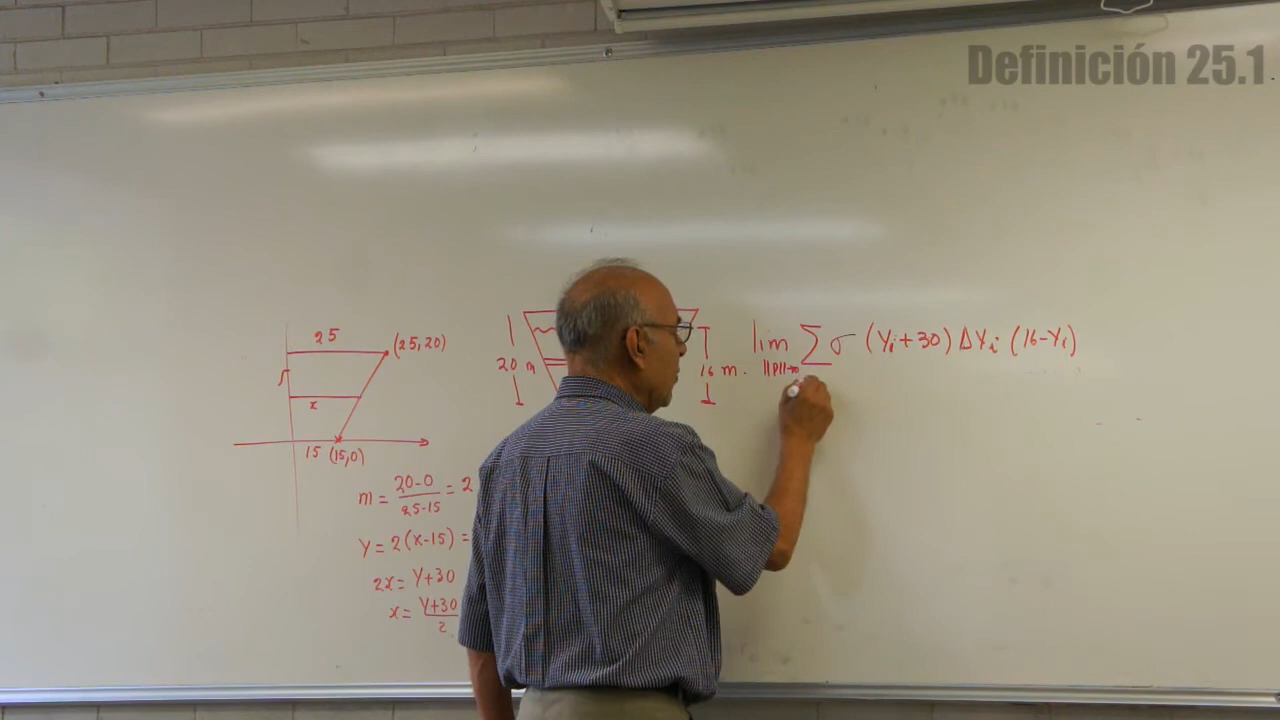 Definición 25.1
25
(25,20)
x
15 (15,0)
m = 20-0 / 25-15 = 2
Y = 2(x-15) =
2x = Y+30
x = Y+30 / 2
20 m
16 m.
lim ||P||→0 Σ σ (Yi+30) ΔYi (16-Yi)